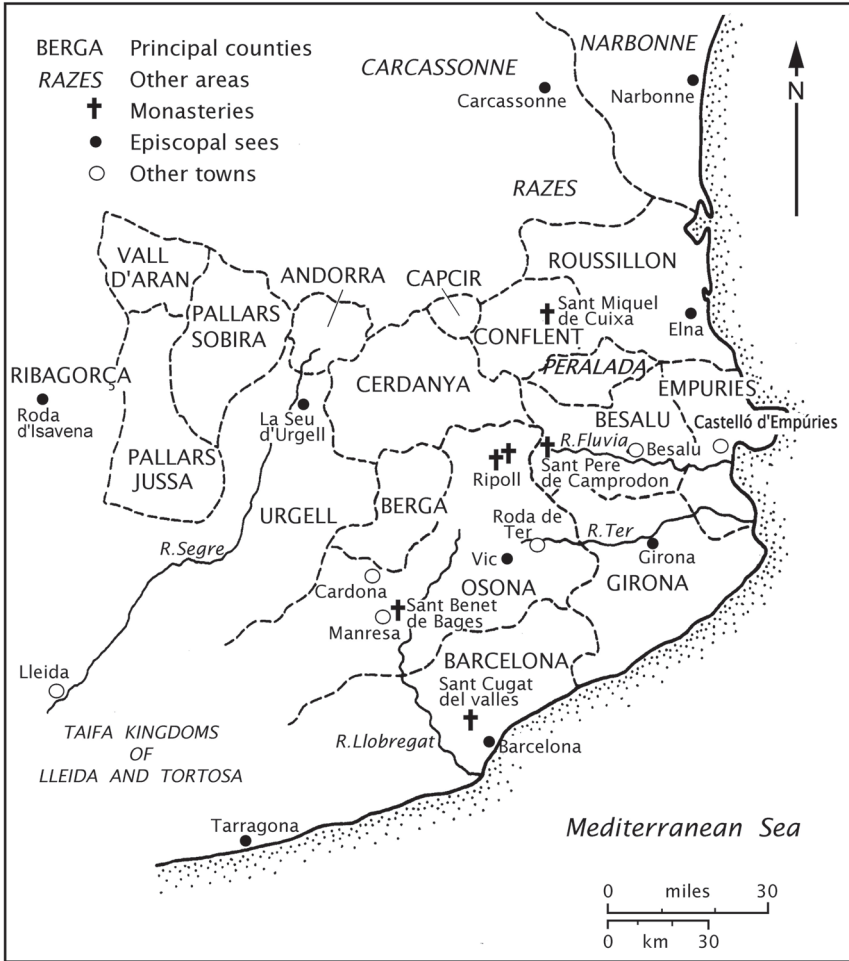 BERGA Principal counties
RAZES Other areas
Monasteries
Episcopal sees
Other towns
NARBONNE
CARCASSONNE
Carcassonne
Narbonne
N
RAZES
VALL
D'ARAN
ANDORRA
CAPCIR
ROUSSILLON
PALLARS
SOBIRA
Sant Miquel
de Cuixa
Elna
CONFLENT
PERALADA
RIBAGORÇA
Roda
d'Isavena
CERDANYA
EMPURIES
La Seu
d'Urgell
BESALU
Castelló d'Empúries
R.Fluvia
Besalu
PALLARS
JUSSA
Ripoll
Sant Pere
de Camprodon
BERGA
URGELL
Roda de
Ter
R.Ter
R.Segre
Vic
Girona
Cardona
OSONA
GIRONA
Sant Benet
de Bages
Manresa
BARCELONA
Lleida
Sant Cugat
del valles
TAIFA KINGDOMS
OF
LLEIDA AND TORTOSA
R.Llobregat
Barcelona
Tarragona
Mediterranean Sea
0 miles 30
0 km 30